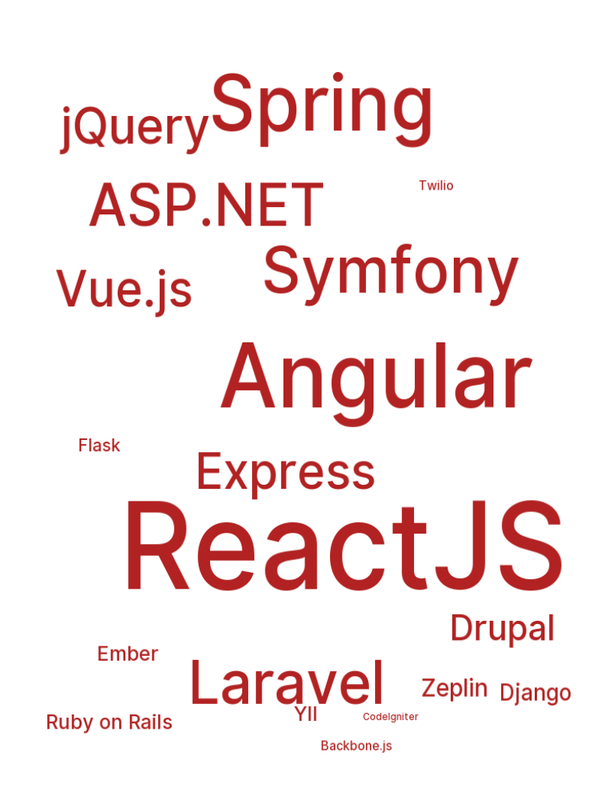 Spring
jQuery
Twilio
ASP.NET
Symfony
Vue.js
Angular
Flask
Express
ReactJS
Drupal
Ember
Laravel
Zeplin
Django
YII
CodeIgniter
Ruby on Rails
Backbone.js